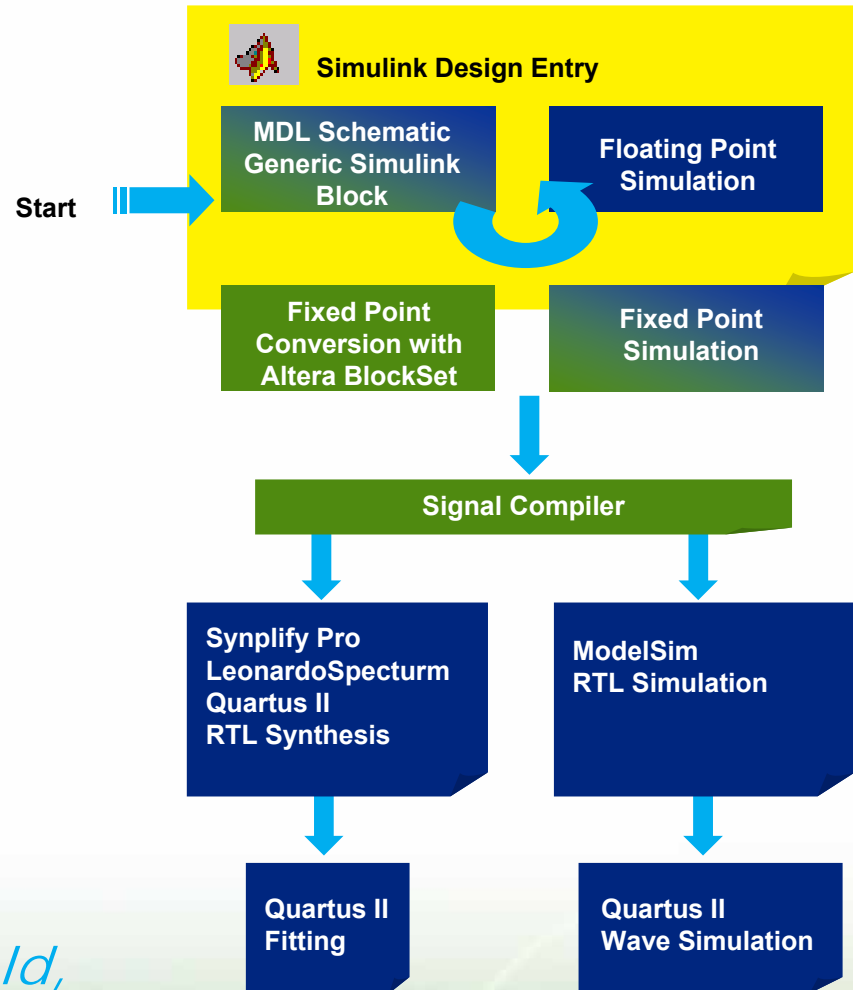 Simulink Design Entry
MDL Schematic
Generic Simulink
Block
Floating Point
Simulation
Start
Fixed Point
Conversion with
Altera BlockSet
Fixed Point
Simulation
Signal Compiler
Synplify Pro
LeonardoSpecturm
Quartus II
RTL Synthesis
ModelSim
RTL Simulation
Quartus II
Fitting
Quartus II
Wave Simulation
ld,